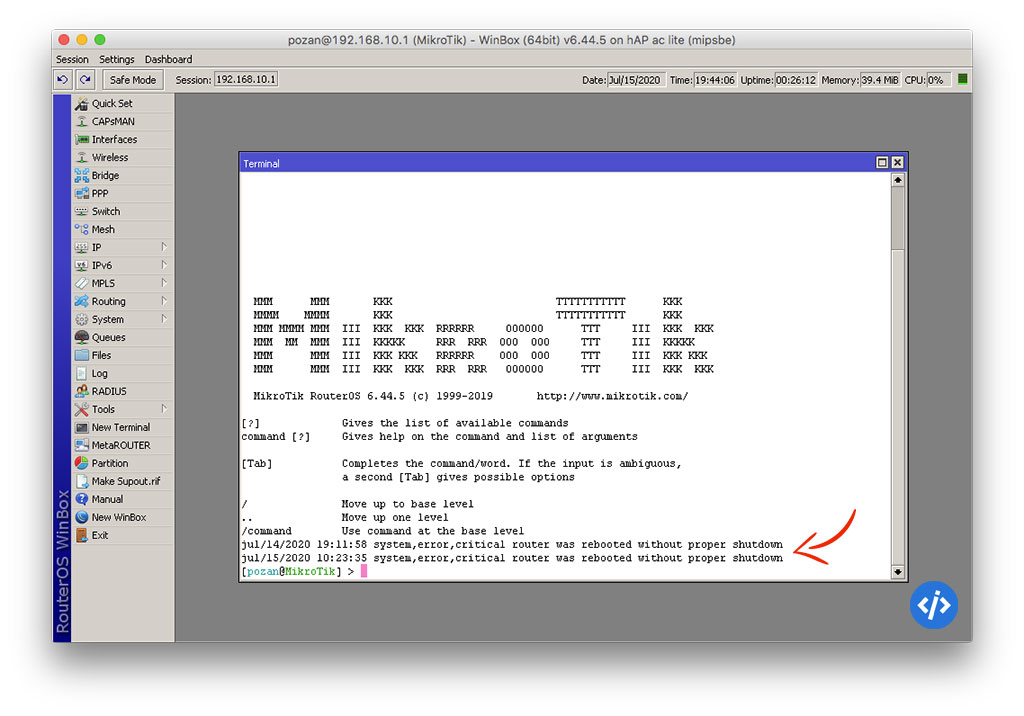 pozan@192.168.10.1 (MikroTik) - WinBox (64bit) v6.44.5 on hAP ac lite (mipsbe)
Session Settings Dashboard
Safe Mode Session: 192.168.10.1 Date: Jul/15/2020 Time: 19:44:06 Uptime: 00:26:12 Memory: 39.4 MiB CPU: 0%
Quick Set
CAPsMAN
Interfaces
Wireless
Bridge
PPP
Switch
Mesh
IP
IPv6
MPLS
Routing
System
Queues
Files
Log
RADIUS
Tools
New Terminal
MetaROUTER
Partition
Make Supout.rif
Manual
New WinBox
Exit
RouterOS WinBox
Terminal
MMM      MMM       KKK                          TTTTTTTTTTT      KKK
MMMM    MMMM       KKK                          TTTTTTTTTTT      KKK
MMM MMMM MMM  III  KKK  KKK  RRRRRR     OOOOOO      TTT     III  KKK  KKK
MMM  MM  MMM  III  KKKKK     RRR  RRR  OOO  OOO     TTT     III  KKKKK
MMM      MMM  III  KKK KKK   RRRRRR    OOO  OOO     TTT     III  KKK KKK
MMM      MMM  III  KKK  KKK  RRR  RRR   OOOOOO      TTT     III  KKK  KKK
MikroTik RouterOS 6.44.5 (c) 1999-2019       http://www.mikrotik.com/
[?]             Gives the list of available commands
command [?]     Gives help on the command and list of arguments
[Tab]           Completes the command/word. If the input is ambiguous,
a second [Tab] gives possible options
/               Move up to base level
..              Move up one level
/command        Use command at the base level
jul/14/2020 19:11:58 system,error,critical router was rebooted without proper shutdown
jul/15/2020 10:23:35 system,error,critical router was rebooted without proper shutdown
[pozan@MikroTik] >